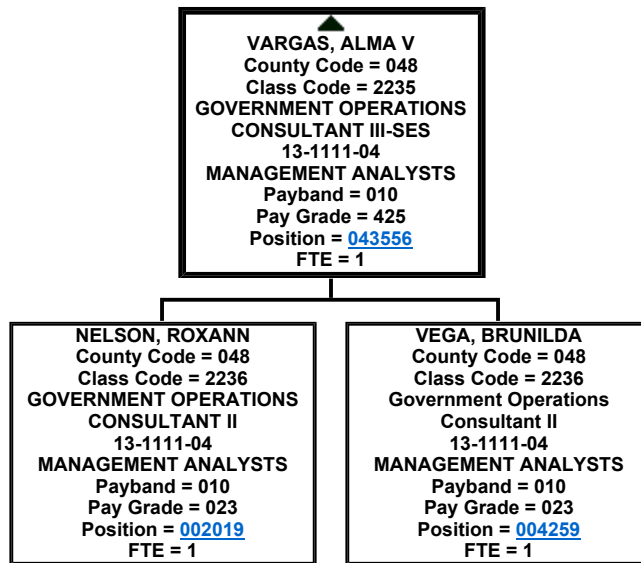 VARGAS, ALMA V
County Code = 048
Class Code = 2235
GOVERNMENT OPERATIONS
CONSULTANT III-SES
13-1111-04
MANAGEMENT ANALYSTS
Payband = 010
Pay Grade = 425
Position = 043556
FTE = 1
NELSON, ROXANN
County Code = 048
Class Code = 2236
GOVERNMENT OPERATIONS
CONSULTANT II
13-1111-04
MANAGEMENT ANALYSTS
Payband = 010
Pay Grade = 023
Position = 002019
FTE = 1
VEGA, BRUNILDA
County Code = 048
Class Code = 2236
Government Operations
Consultant II
13-1111-04
MANAGEMENT ANALYSTS
Payband = 010
Pay Grade = 023
Position = 004259
FTE = 1